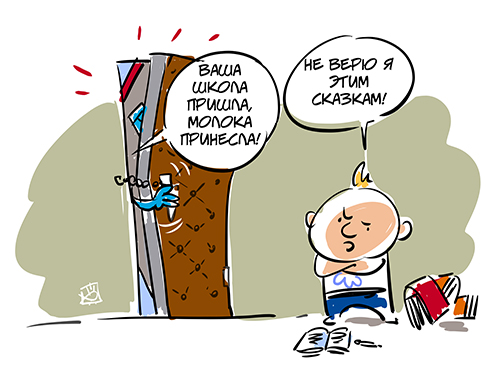 ВАША
ШКОЛА
ПРИШЛА,
МОЛОКА
ПРИНЕСЛА!
НЕ ВЕРЮ Я
ЭТИМ
СКАЗКАМ!